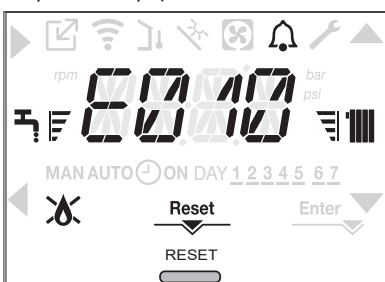 rpm
bar
psi
E010
MAN AUTO ON DAY 1 2 3 4 5 6 7
Reset
Enter
RESET